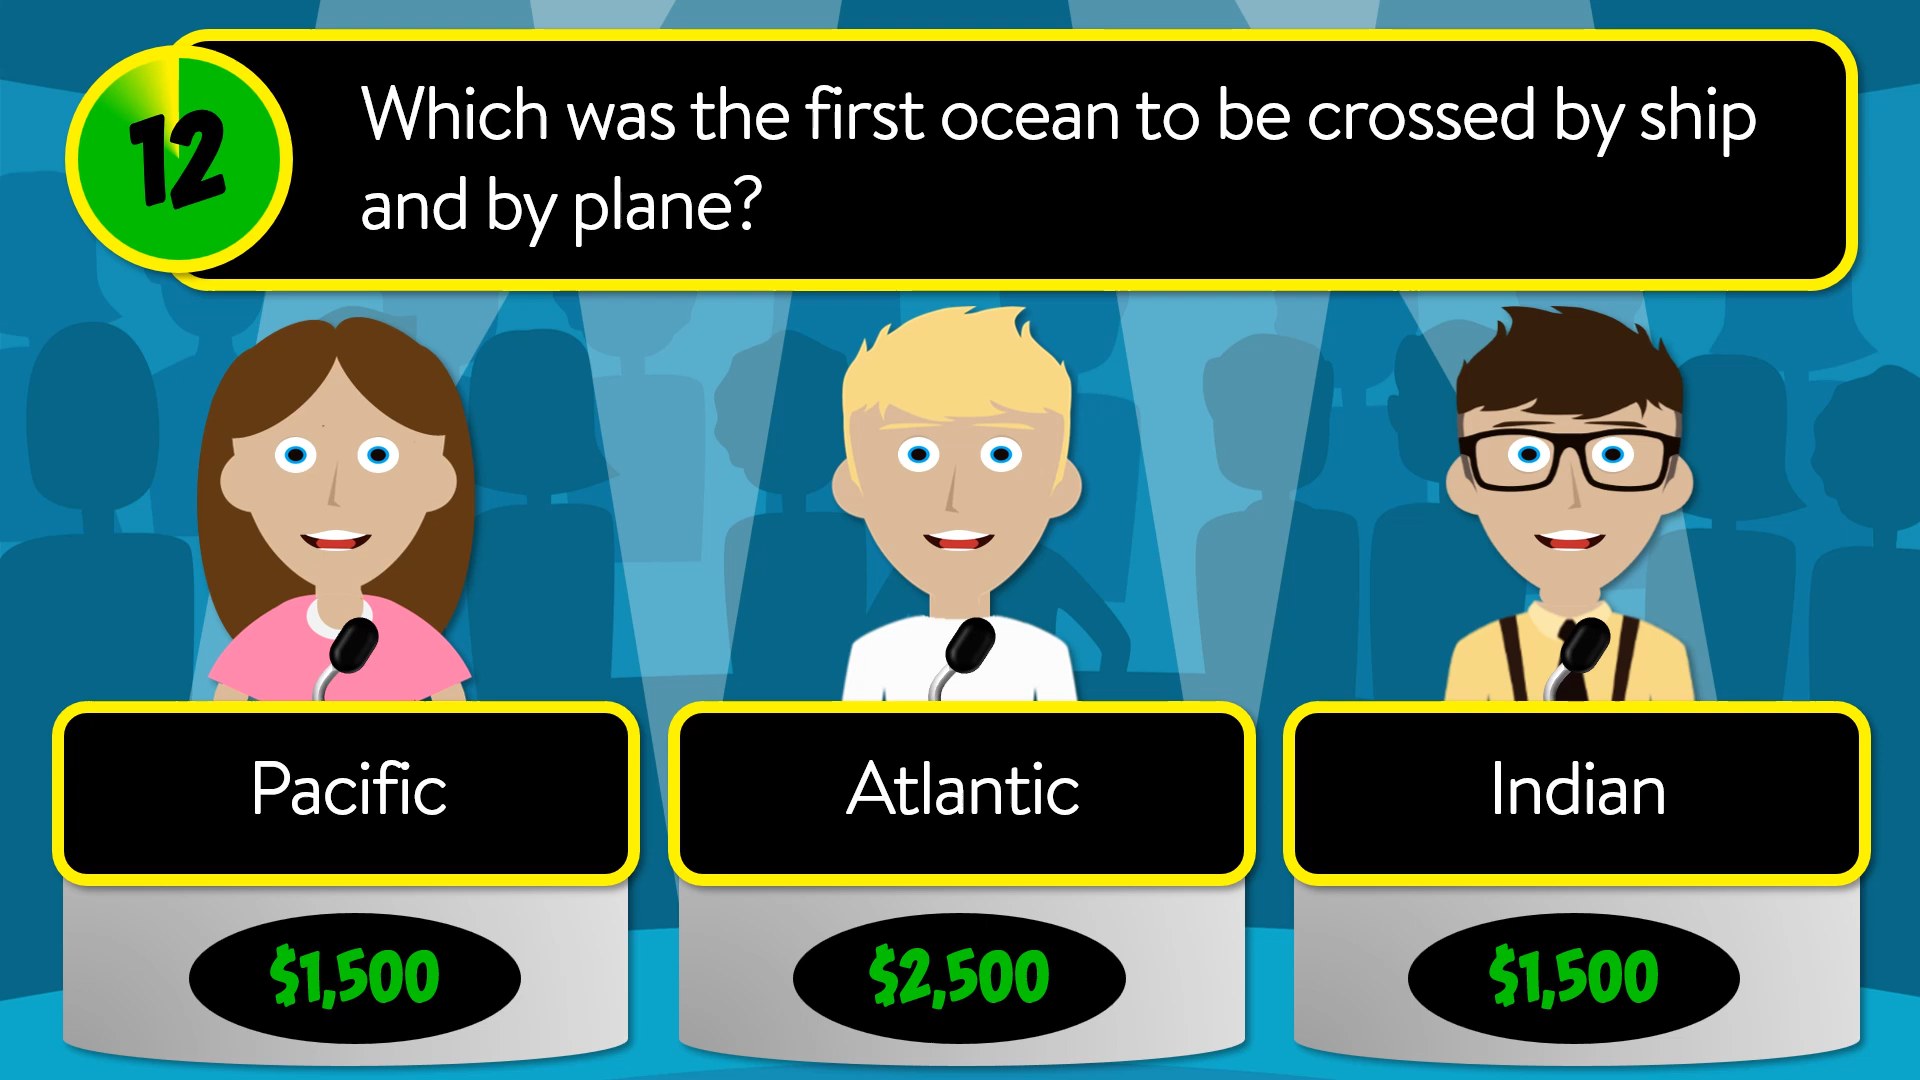 12
Which was the first ocean to be crossed by ship
and by plane?
Pacific
Atlantic
Indian
$1,500
$2,500
$1,500